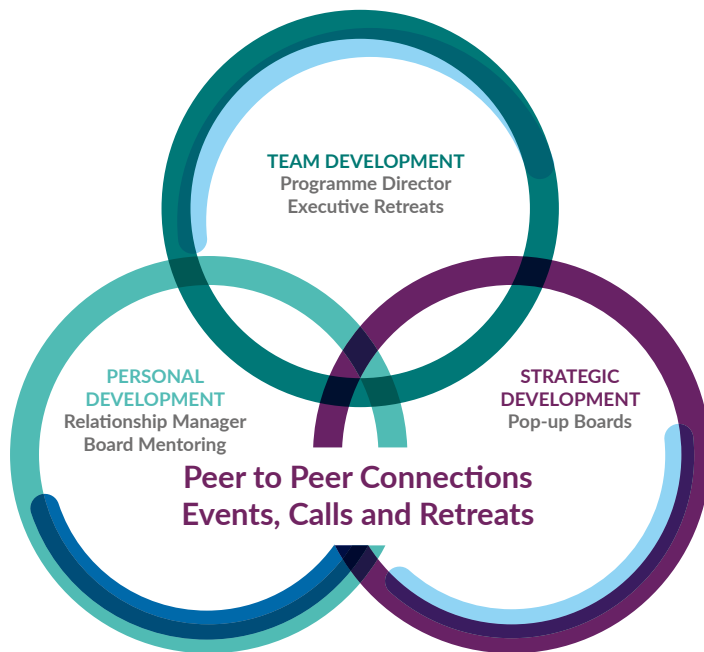 TEAM DEVELOPMENT
Programme Director
Executive Retreats
PERSONAL
DEVELOPMENT
Relationship Manager
Board Mentoring
STRATEGIC
DEVELOPMENT
Pop-up Boards
Peer to Peer Connections
Events, Calls and Retreats